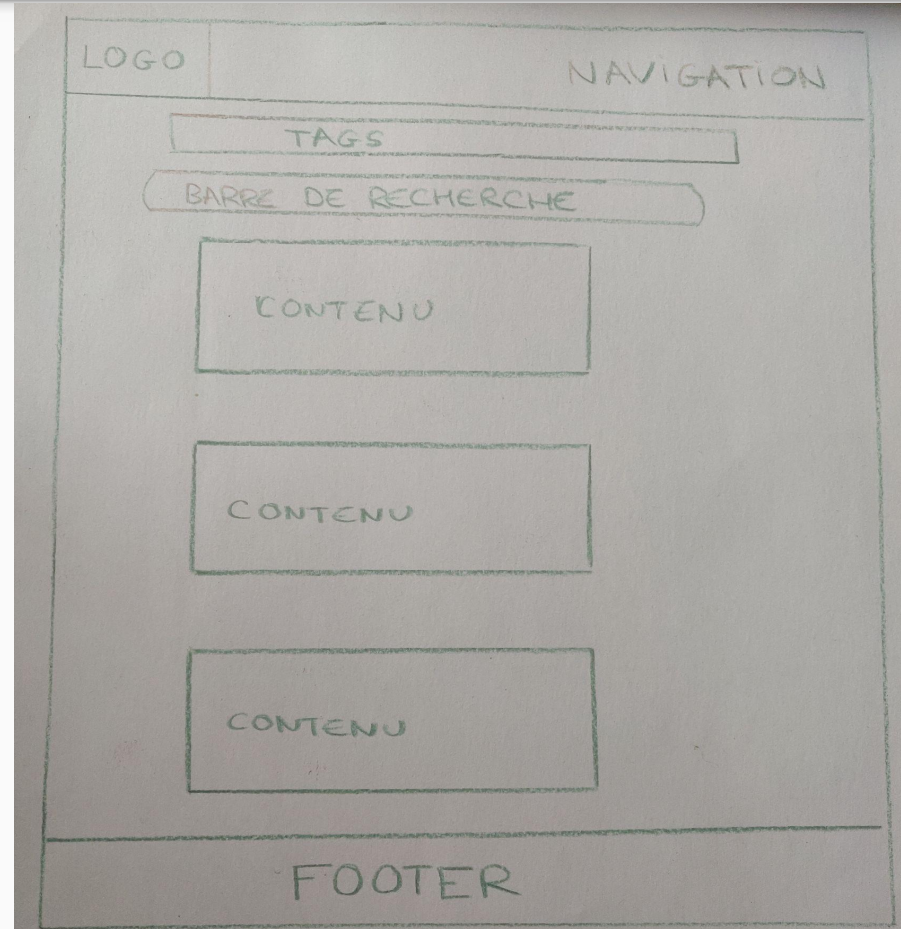 LOGO
NAVIGATION
TAGS
BARRE DE RECHERCHE
CONTENU
CONTENU
CONTENU
FOOTER